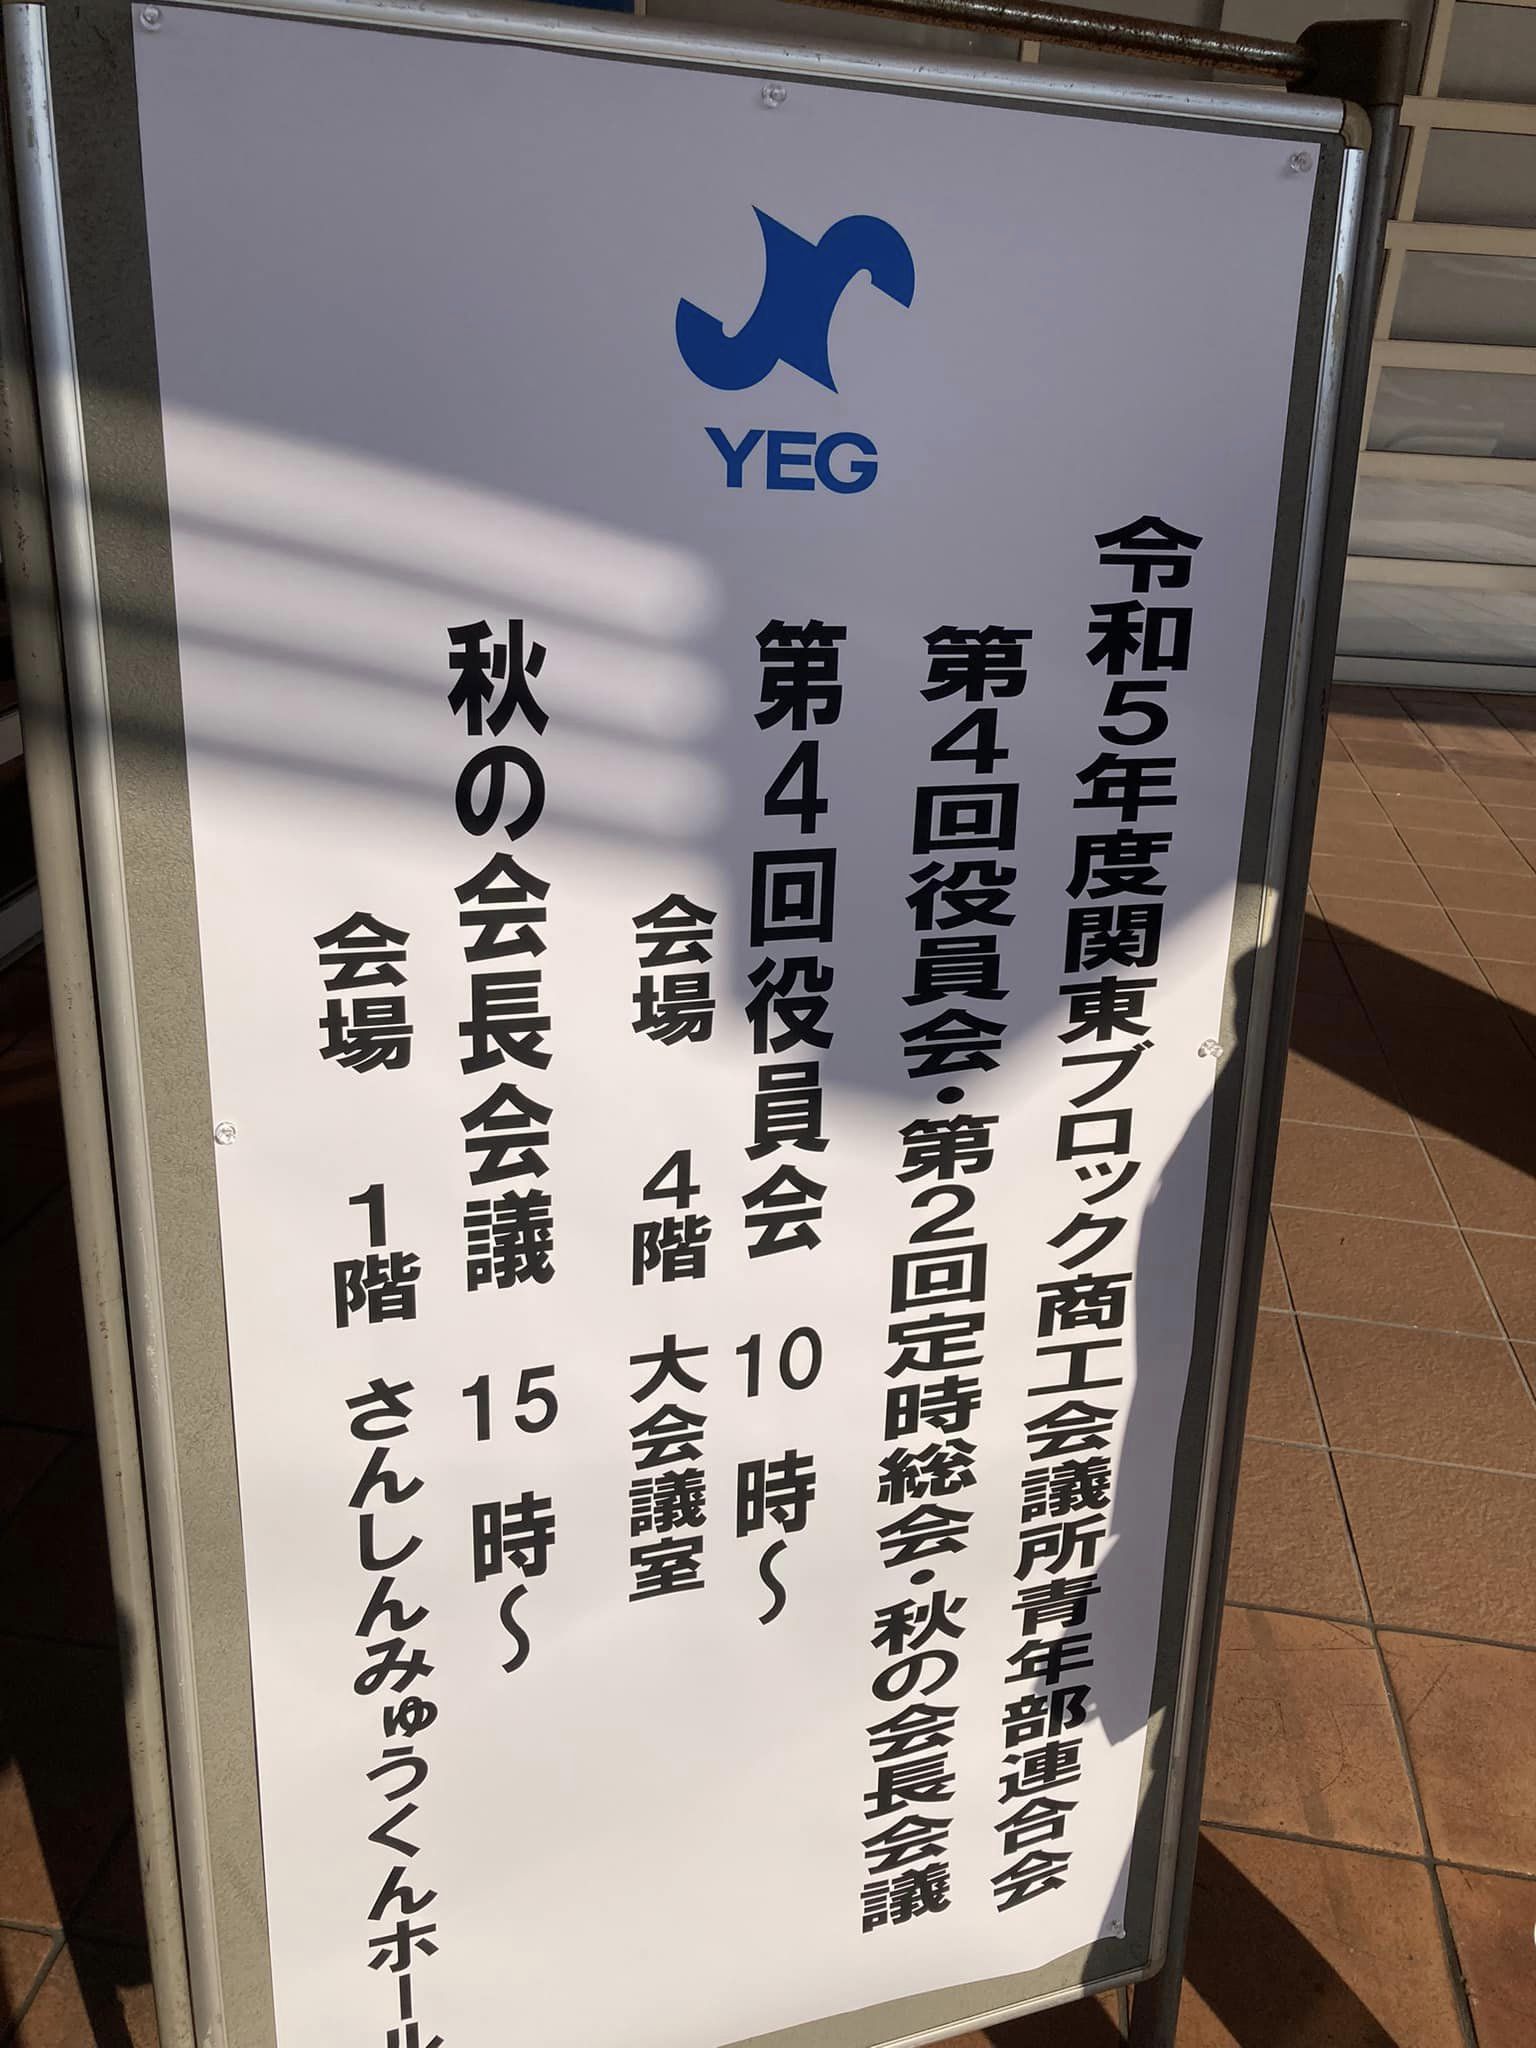 YEG
令和5年度関東ブロック商工会議所青年部連合会
第4回役員会・第2回定時総会・秋の会長会議
第4回役員会 10時～
会場 4階 大会議室
秋の会長会議 15時～
会場 1階 さんしんみゅうくんホール